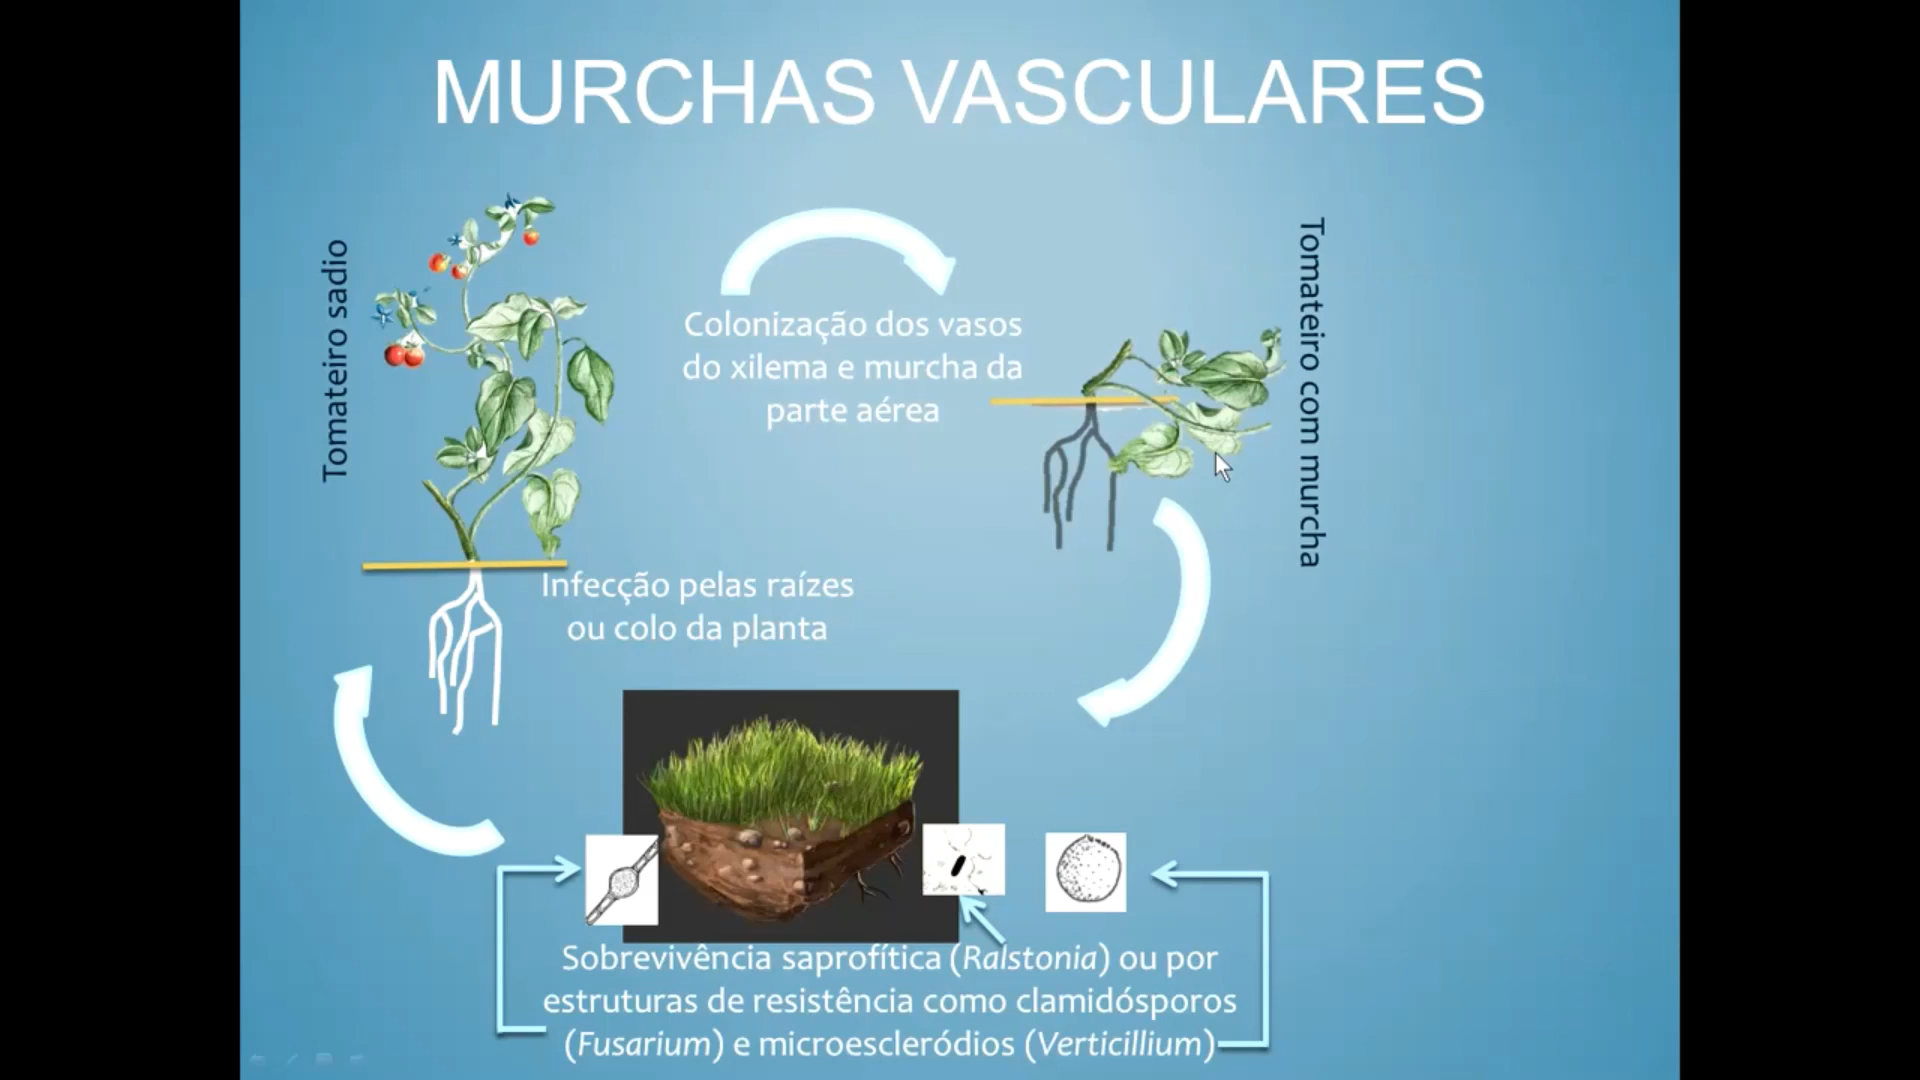 MURCHAS VASCULARES
Tomateiro sadio
Colonização dos vasos
do xilema e murcha da
parte aérea
Tomateiro com murcha
Infecção pelas raízes
ou colo da planta
Sobrevivência saprofítica (Ralstonia) ou por
estruturas de resistência como clamidósporos
(Fusarium) e microescleródios (Verticillium)